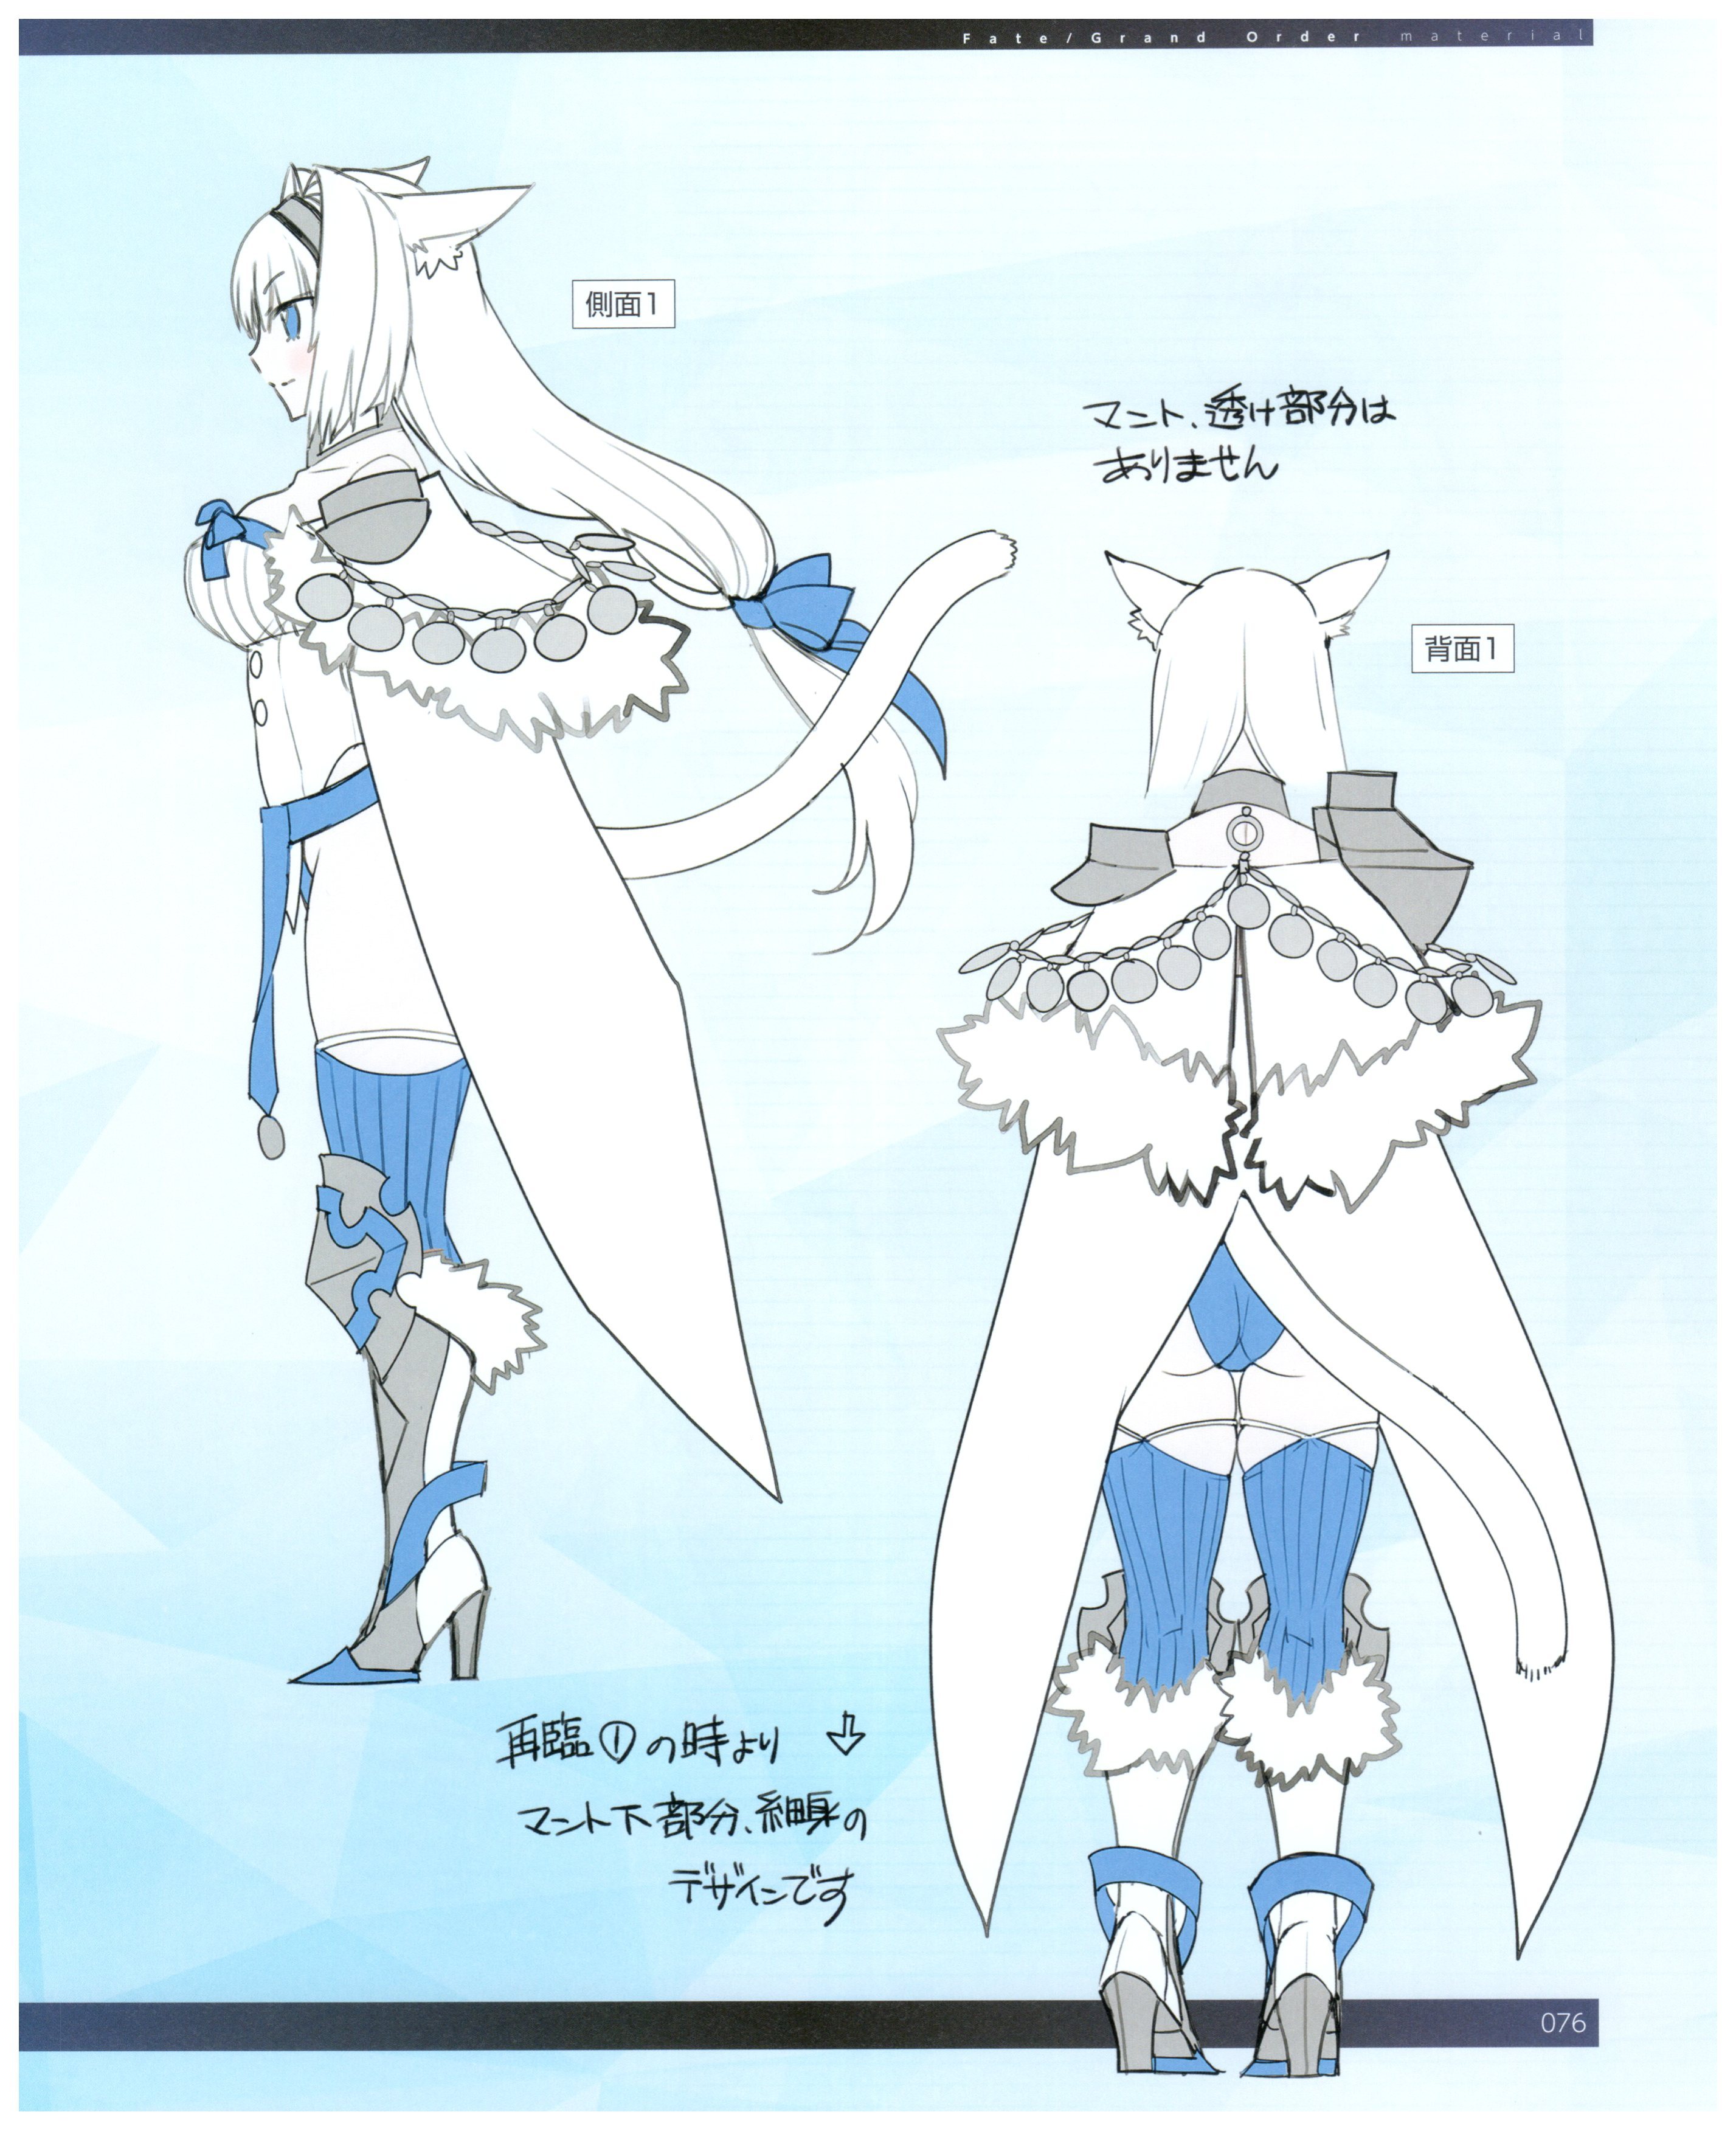 Fate/Grand Order material
側面1
マント、透け部分は
ありません
背面1
再臨①の時より ⇩
マント下部分、細身の
デザインです
076